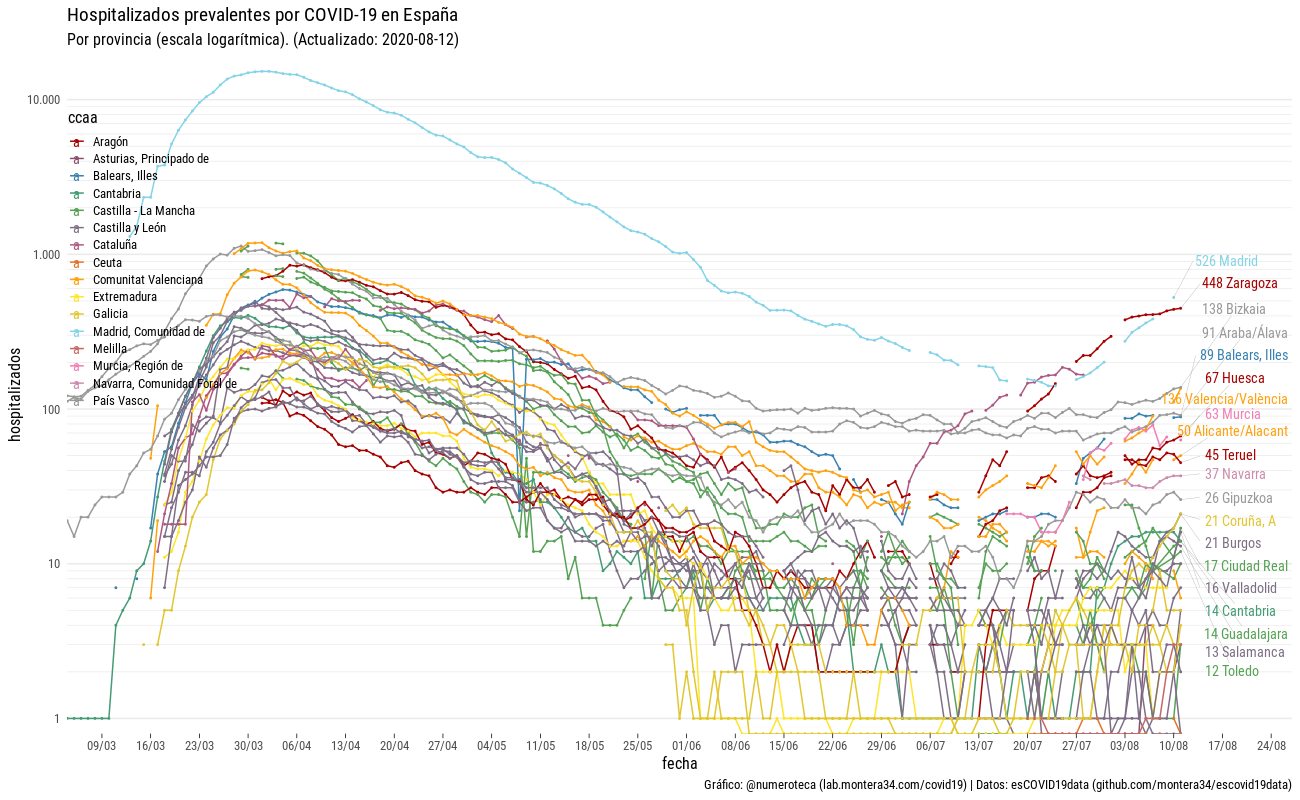 Hospitalizados prevalentes por COVID-19 en España
Por provincia (escala logarítmica). (Actualizado: 2020-08-12)
10.000
1.000
100
10
1
hospitalizados
ccaa
Aragón
Asturias, Principado de
Balears, Illes
Cantabria
Castilla - La Mancha
Castilla y León
Cataluña
Ceuta
Comunitat Valenciana
Extremadura
Galicia
Madrid, Comunidad de
Melilla
Murcia, Región de
Navarra, Comunidad Foral de
País Vasco
526 Madrid
448 Zaragoza
138 Bizkaia
91 Araba/Álava
89 Balears, Illes
67 Huesca
136 Valencia/València
63 Murcia
50 Alicante/Alacant
45 Teruel
37 Navarra
26 Gipuzkoa
21 Coruña, A
21 Burgos
17 Ciudad Real
16 Valladolid
14 Cantabria
14 Guadalajara
13 Salamanca
12 Toledo
09/03 16/03 23/03 30/03 06/04 13/04 20/04 27/04 04/05 11/05 18/05 25/05 01/06 08/06 15/06 22/06 29/06 06/07 13/07 20/07 27/07 03/08 10/08 17/08 24/08
fecha
Gráfico: @numeroteca (lab.montera34.com/covid19) | Datos: esCOVID19data (github.com/montera34/escovid19data)